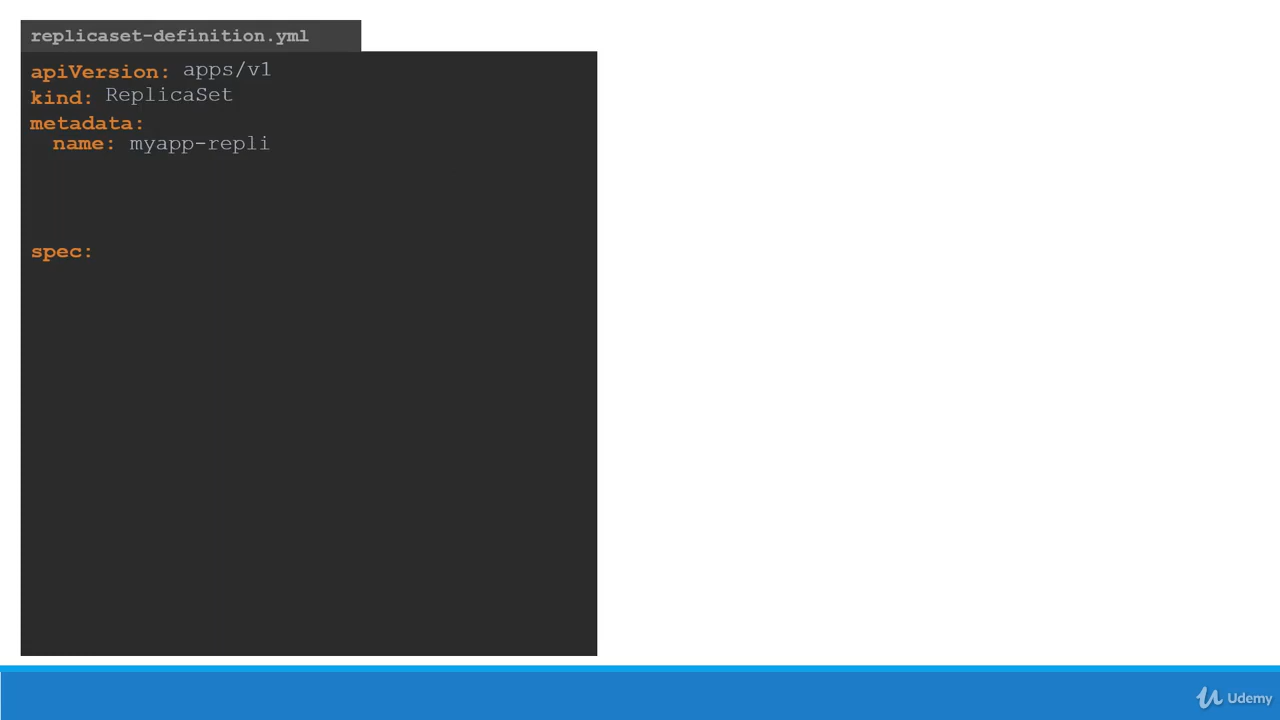 replicaset-definition.yml
apiVersion: apps/v1
kind: ReplicaSet
metadata:
name: myapp-repli
spec:
Udemy